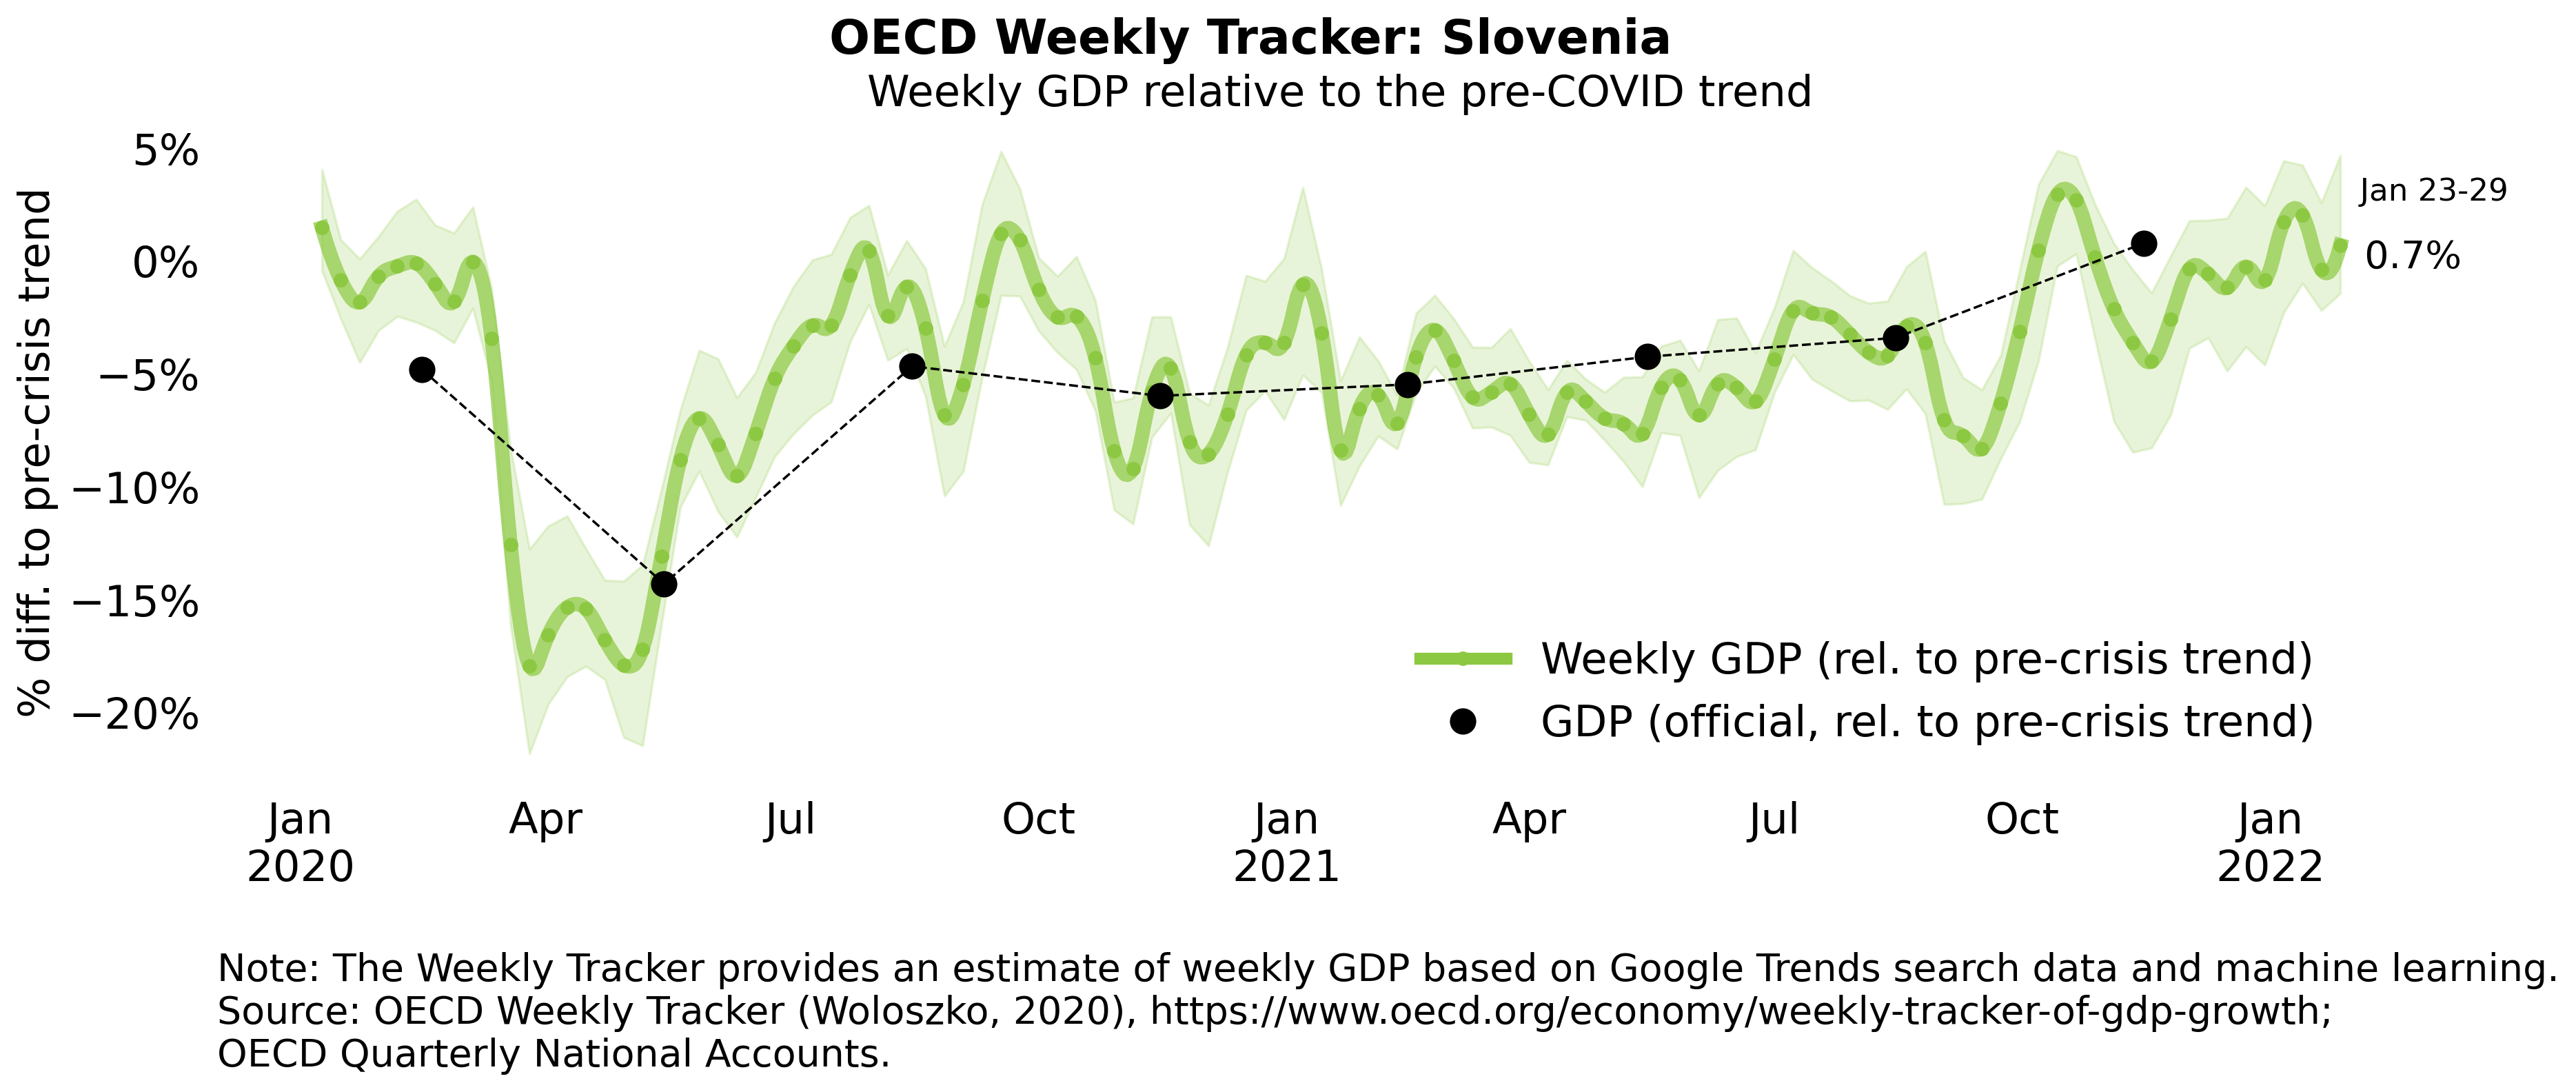 OECD Weekly Tracker: Slovenia
Weekly GDP relative to the pre-COVID trend
% diff. to pre-crisis trend
5%
0%
−5%
−10%
−15%
−20%
Jan 23-29
0.7%
Weekly GDP (rel. to pre-crisis trend)
GDP (official, rel. to pre-crisis trend)
Jan Apr Jul Oct Jan Apr Jul Oct Jan
2020 2021 2022
Note: The Weekly Tracker provides an estimate of weekly GDP based on Google Trends search data and machine learning.
Source: OECD Weekly Tracker (Woloszko, 2020), https://www.oecd.org/economy/weekly-tracker-of-gdp-growth;
OECD Quarterly National Accounts.